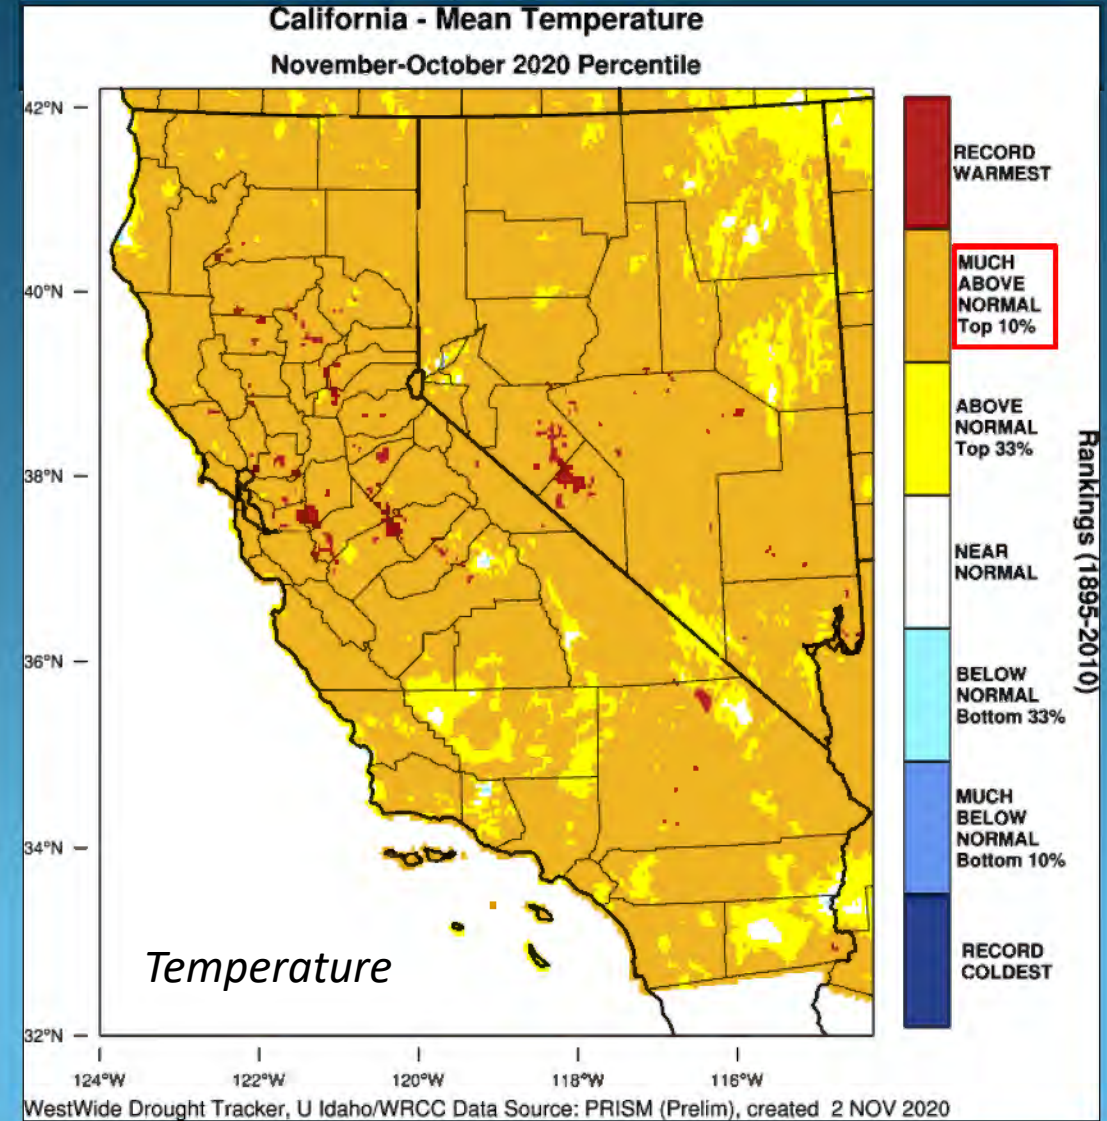 California - Mean Temperature
November-October 2020 Percentile
42°N
40°N
38°N
36°N
34°N
32°N
124°W
122°W
120°W
118°W
116°W
Temperature
RECORD
WARMEST
MUCH
ABOVE
NORMAL
Top 10%
ABOVE
NORMAL
Top 33%
NEAR
NORMAL
BELOW
NORMAL
Bottom 33%
MUCH
BELOW
NORMAL
Bottom 10%
RECORD
COLDEST
Rankings (1895-2010)
WestWide Drought Tracker, U Idaho/WRCC Data Source: PRISM (Prelim), created 2 NOV 2020